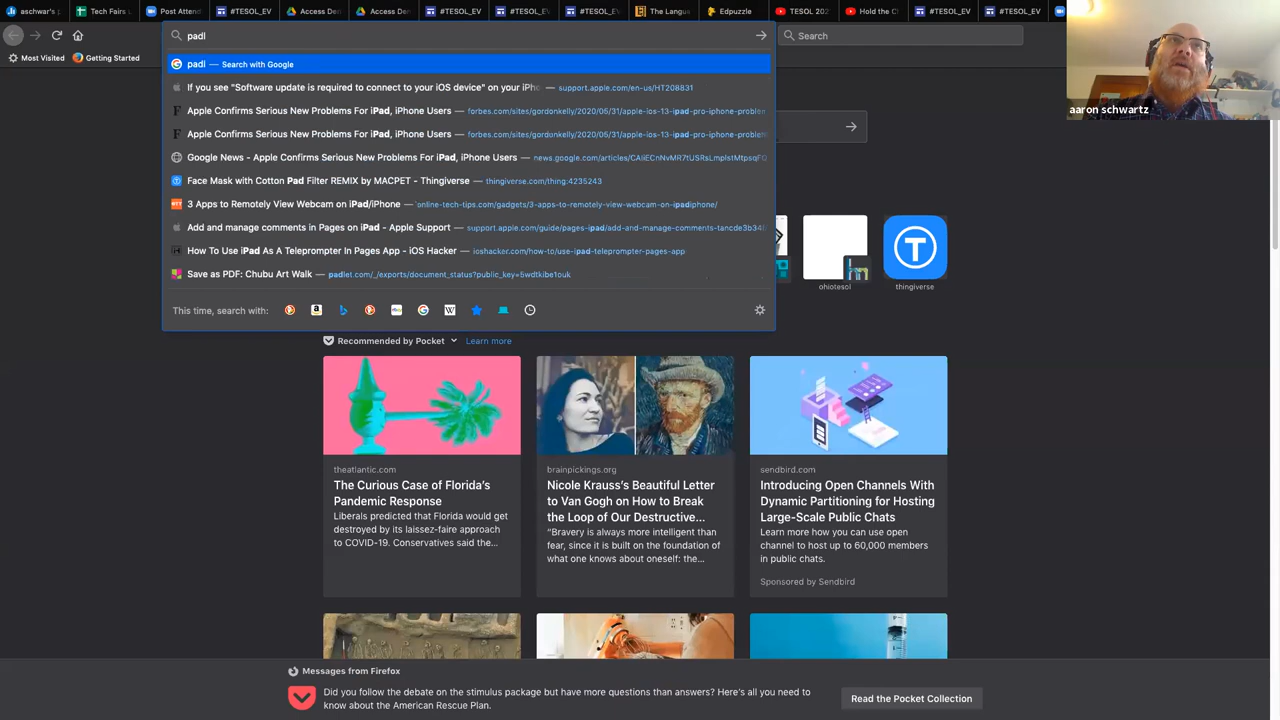 aschwar's p
Tech Fairs
Post Attend
#TESOL_EV
Access De
Access De
#TESOL_EV
#TESOL_EV
#TESOL_EV
The Langu
Edpuzzle
TESOL 202
Hold the C
#TESOL_EV
#TESOL_EV
padl
Search
Most Visited
Getting Started
padl — Search with Google
If you see "Software update is required to connect to your iOS device" on your iPh — support.apple.com/en-us/HT208831
Apple Confirms Serious New Problems For iPad, iPhone Users — forbes.com/sites/gordonkelly/2020/05/31/apple-ios-13-ipad-pro-iphone-problen
Apple Confirms Serious New Problems For iPad, iPhone Users — forbes.com/sites/gordonkelly/2020/05/31/apple-ios-13-ipad-pro-iphone-problen
Google News - Apple Confirms Serious New Problems For iPad, iPhone Users — news.google.com/articles/
Face Mask with Cotton Pad Filter REMIX by MACPET - Thingiverse — thingiverse.com/thing:4235243
3 Apps to Remotely View Webcam on iPad/iPhone — online-tech-tips.com/gadgets/3-apps-to-remotely-view-webcam-on-ipadiphone/
Add and manage comments in Pages on iPad - Apple Support — support.apple.com/guide/pages-ipad/add-and-manage-comments-tancde3b34
How To Use iPad As A Teleprompter In Pages App - iOS Hacker — ioshacker.com/how-to/use-ipad-teleprompter-pages-app
Save as PDF: Chubu Art Walk — padlet.com/_/exports/document_status?public_key=5wdtkibe1ouk
This time, search with:
aaron schwartz
ohiotesol
thingiverse
Recommended by Pocket
Learn more
theatlantic.com
The Curious Case of Florida's
Pandemic Response
Liberals predicted that Florida would get
destroyed by its laissez-faire approach
to COVID-19. Conservatives said the...
brainpickings.org
Nicole Krauss's Beautiful Letter
to Van Gogh on How to Break
the Loop of Our Destructive...
"Bravery is always more intelligent than
fear, since it is built on the foundation of
what one knows about oneself: the...
sendbird.com
Introducing Open Channels With
Dynamic Partitioning for Hosting
Large-Scale Public Chats
Learn more how you can use open
channel to host up to 60,000 members
in public chats.
Sponsored by Sendbird
Messages from Firefox
Did you follow the debate on the stimulus package but have more questions than answers? Here's all you need to
know about the American Rescue Plan.
Read the Pocket Collection